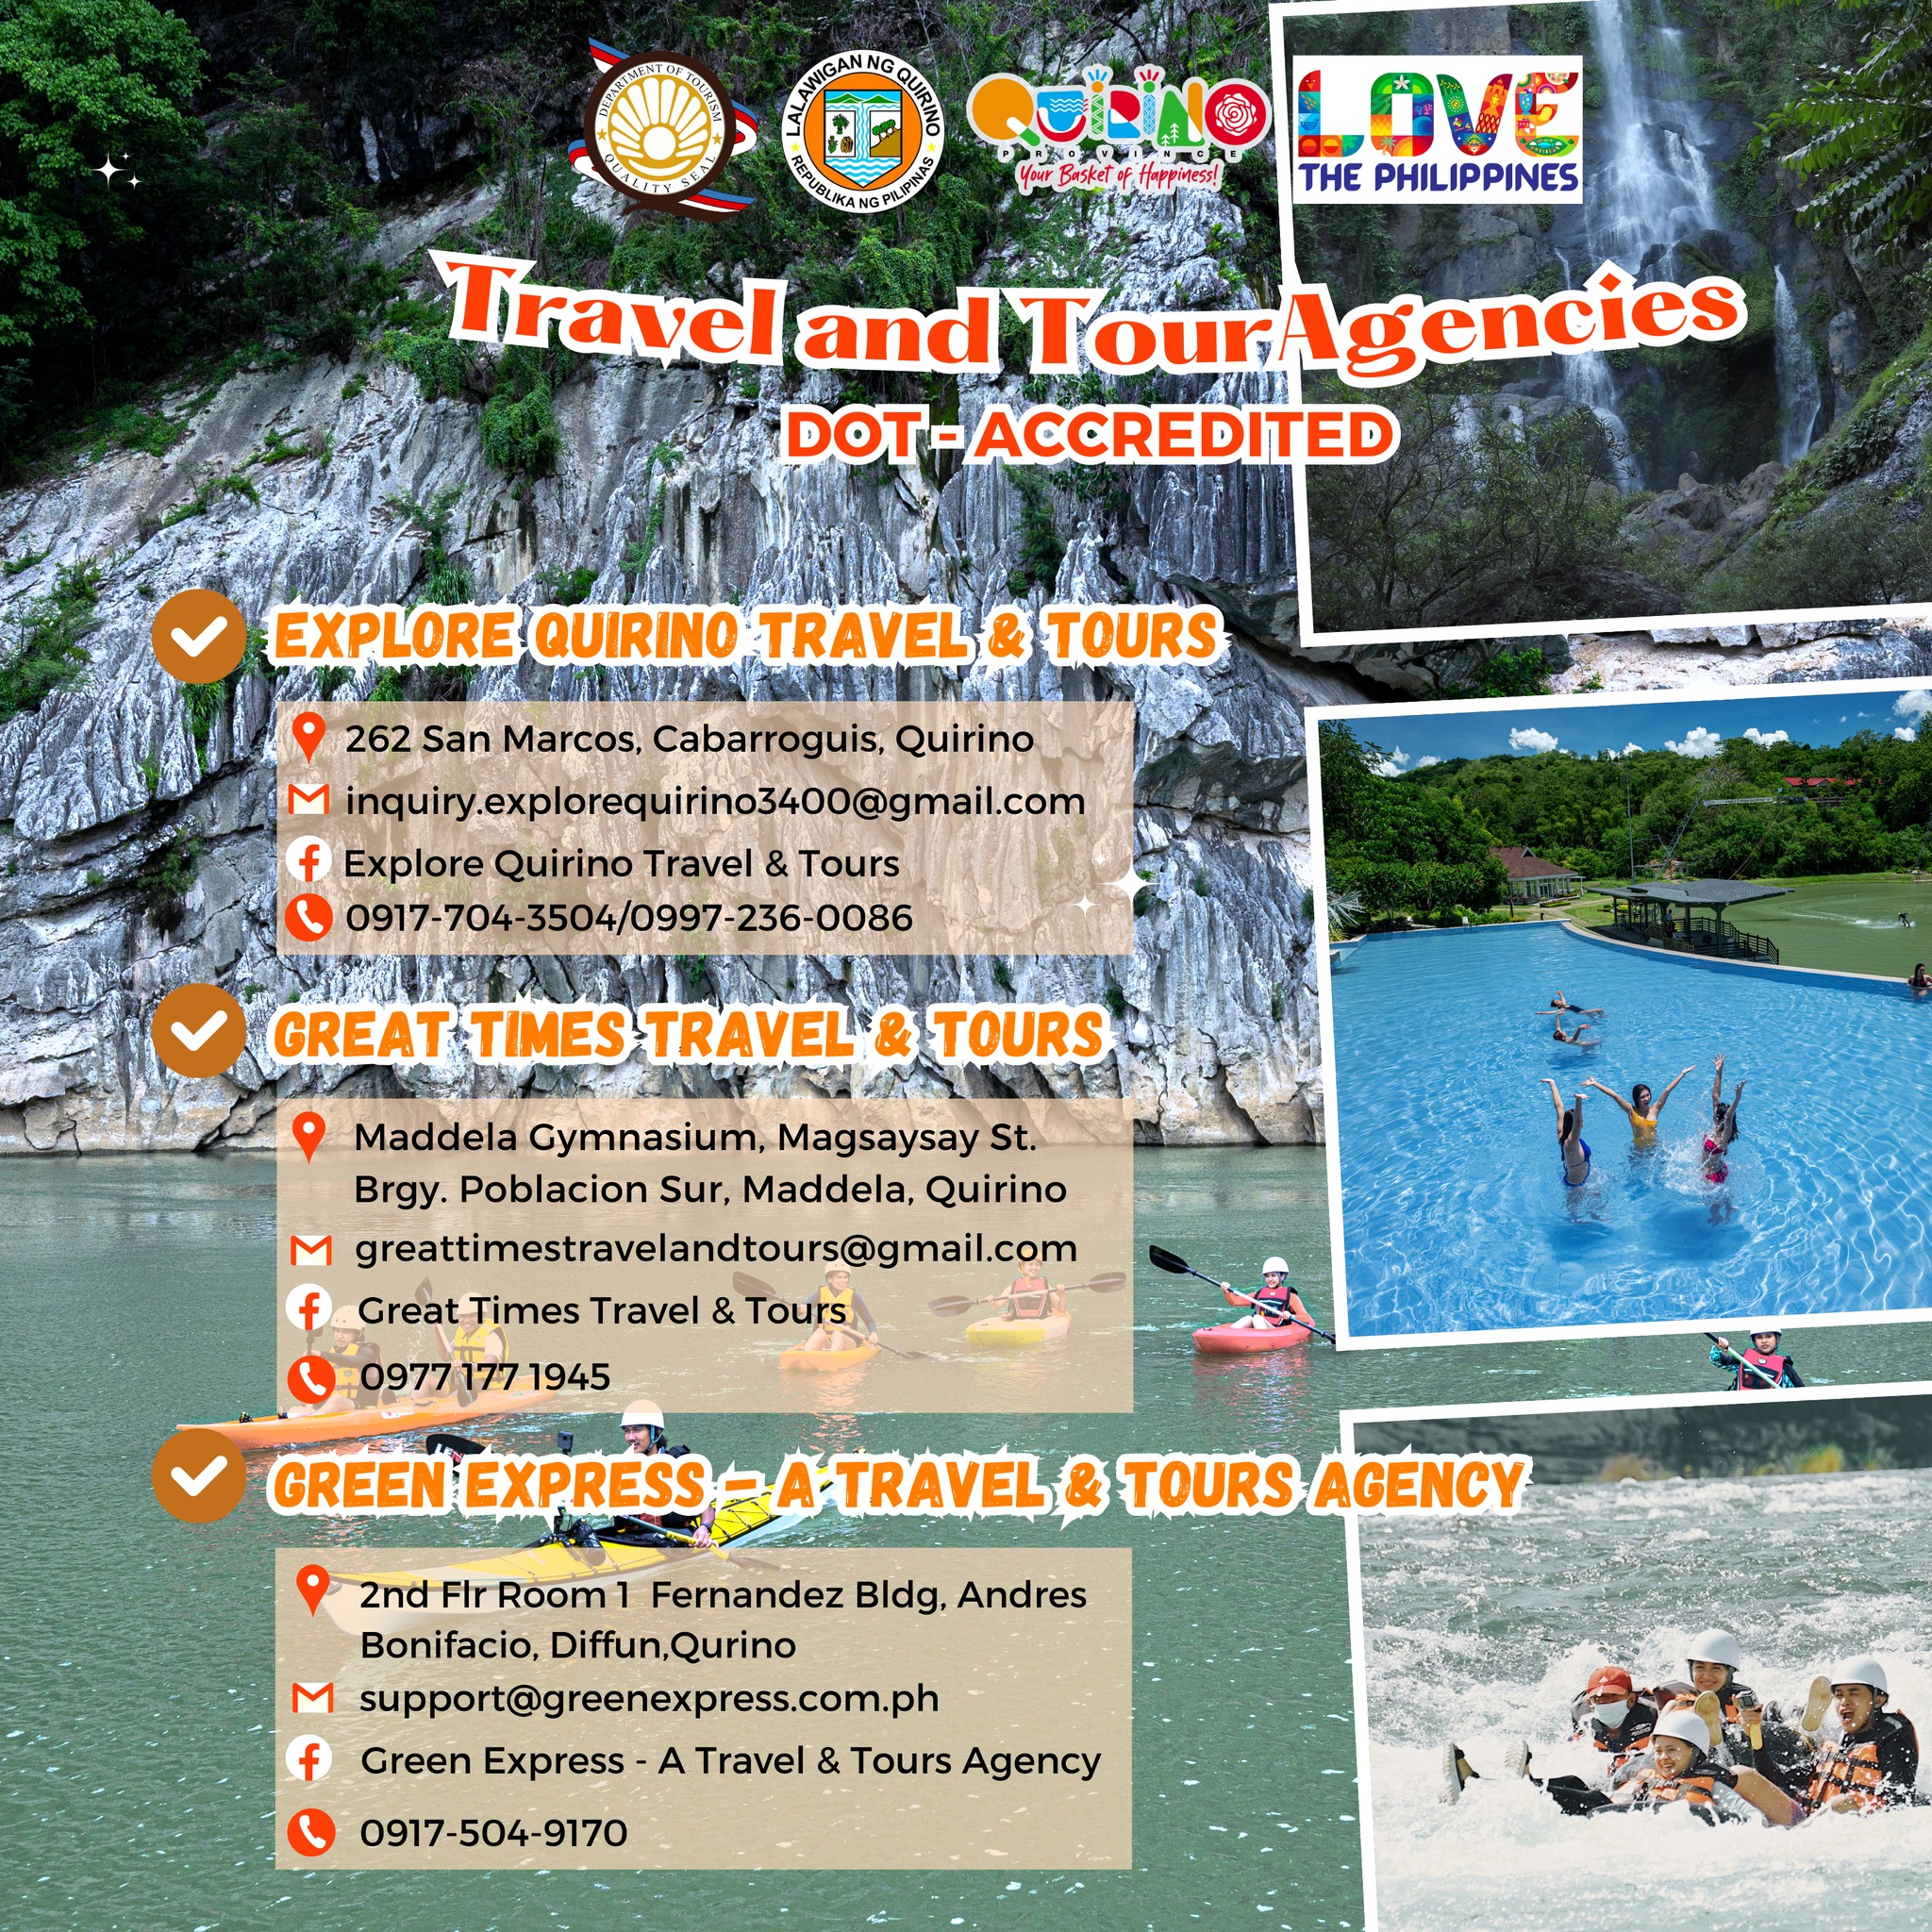 DEPARTMENT OF TOURISM
QUALITY SEAL
LALAWIGAN NG QUIRINO
REPUBLIKA NG PILIPINAS
QUIRINO
PROVINCE
Your Basket of Happiness!
LOVE
THE PHILIPPINES
Travel and Tour Agencies
DOT - ACCREDITED
EXPLORE QUIRINO TRAVEL & TOURS
262 San Marcos, Cabarroguis, Quirino
inquiry.explorequirino3400@gmail.com
Explore Quirino Travel & Tours
0917-704-3504/0997-236-0086
GREAT TIMES TRAVEL & TOURS
Maddela Gymnasium, Magsaysay St.
Brgy. Poblacion Sur, Maddela, Quirino
greattimestravelandtours@gmail.com
Great Times Travel & Tours
0977 177 1945
GREEN EXPRESS - A TRAVEL & TOURS AGENCY
2nd Flr Room 1 Fernandez Bldg, Andres
Bonifacio, Diffun,Qurino
support@greenexpress.com.ph
Green Express - A Travel & Tours Agency
0917-504-9170